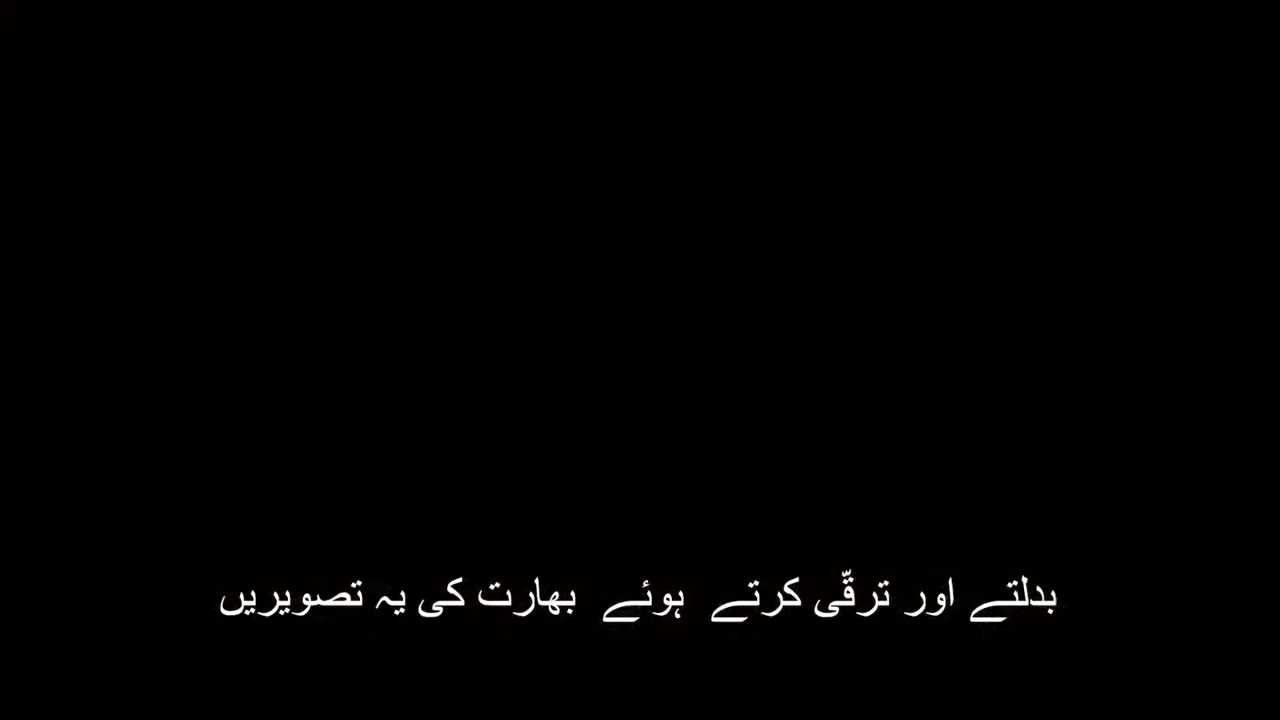 بدلتے اور ترقّی کرتے ہوئے بھارت کی یہ تصویریں